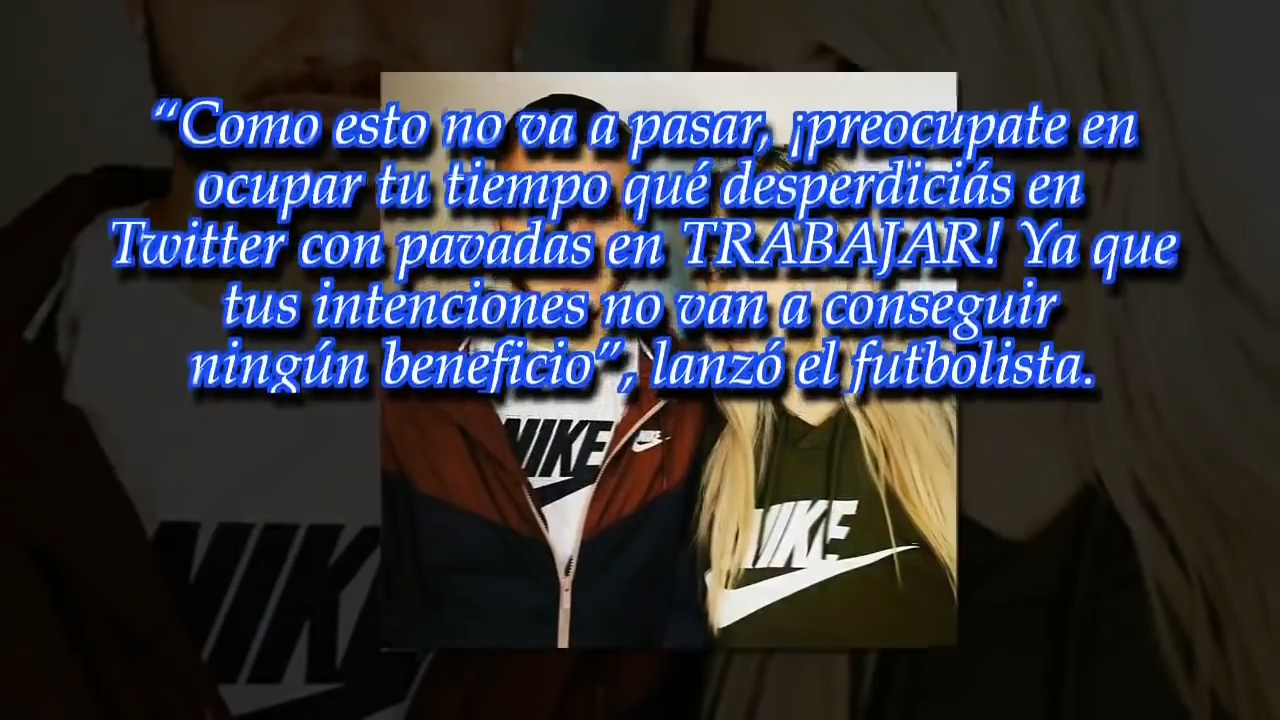 “Como esto no va a pasar, ¡preocupate en
ocupar tu tiempo qué desperdiciás en
Twitter con pavadas en TRABAJAR! Ya que
tus intenciones no van a conseguir
ningún beneficio”, lanzó el futbolista.
NIKE
NIKE